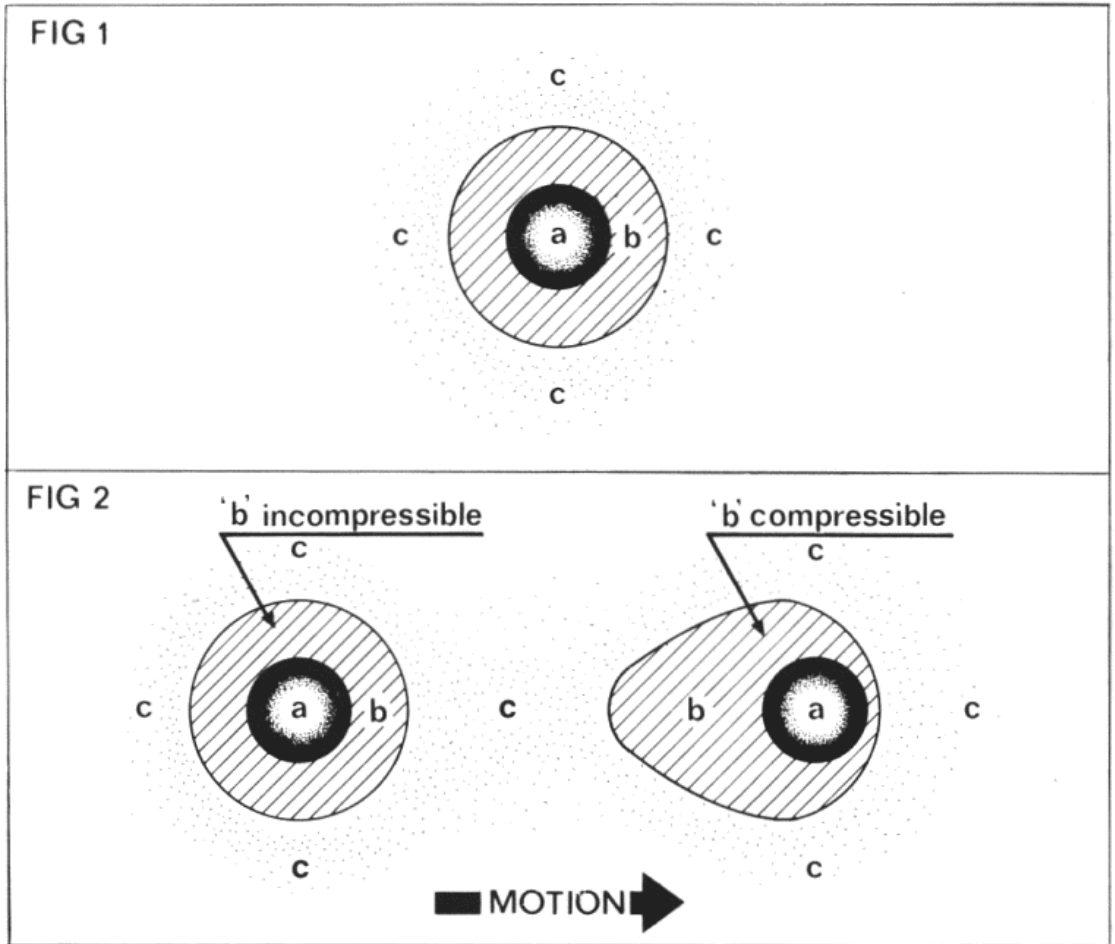 FIG 1
c
c a b c
c
FIG 2
'b' incompressible 'b' compressible
c c
c a b c b a c
c c
MOTION